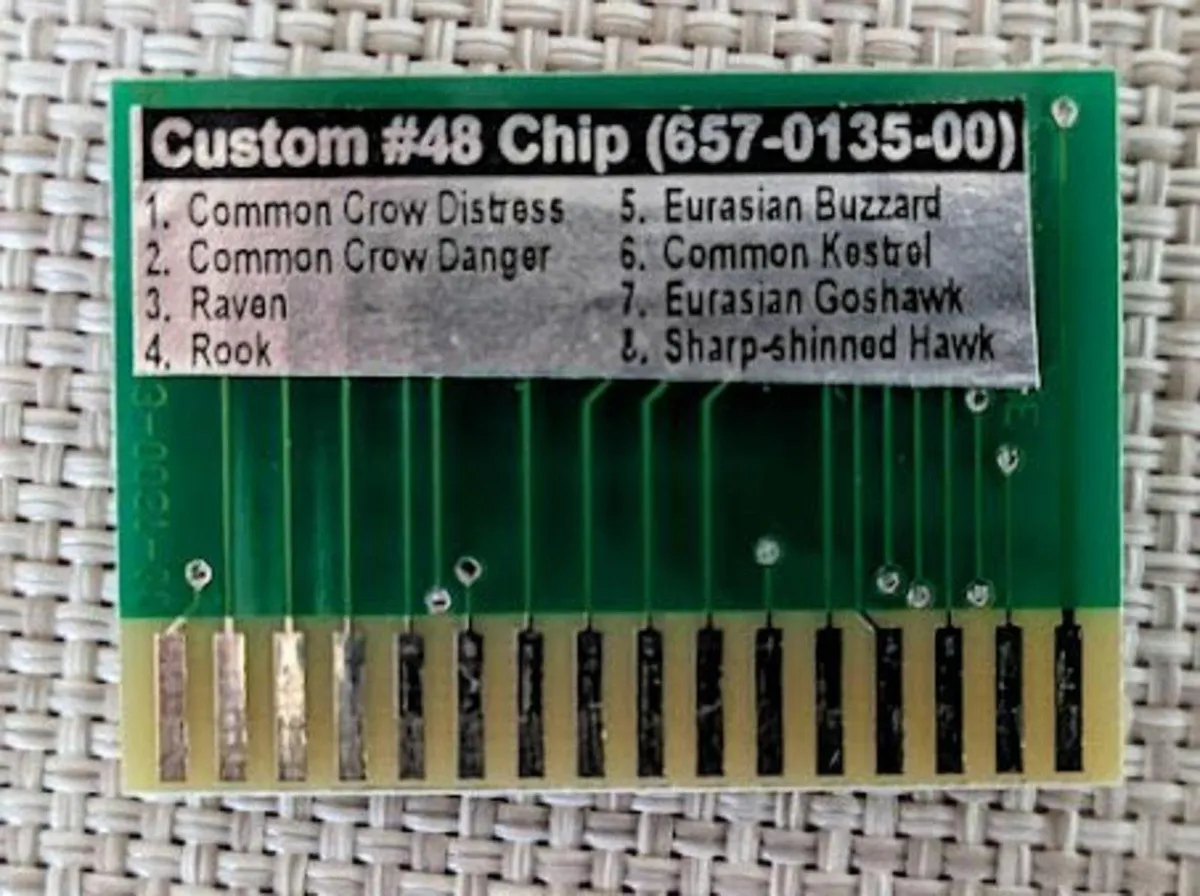 Custom #48 Chip (657-0135-00)
1. Common Crow Distress
2. Common Crow Danger
3. Raven
4. Rook
5. Eurasian Buzzard
6. Common Kestrel
7. Eurasian Goshawk
8. Sharp-shinned Hawk